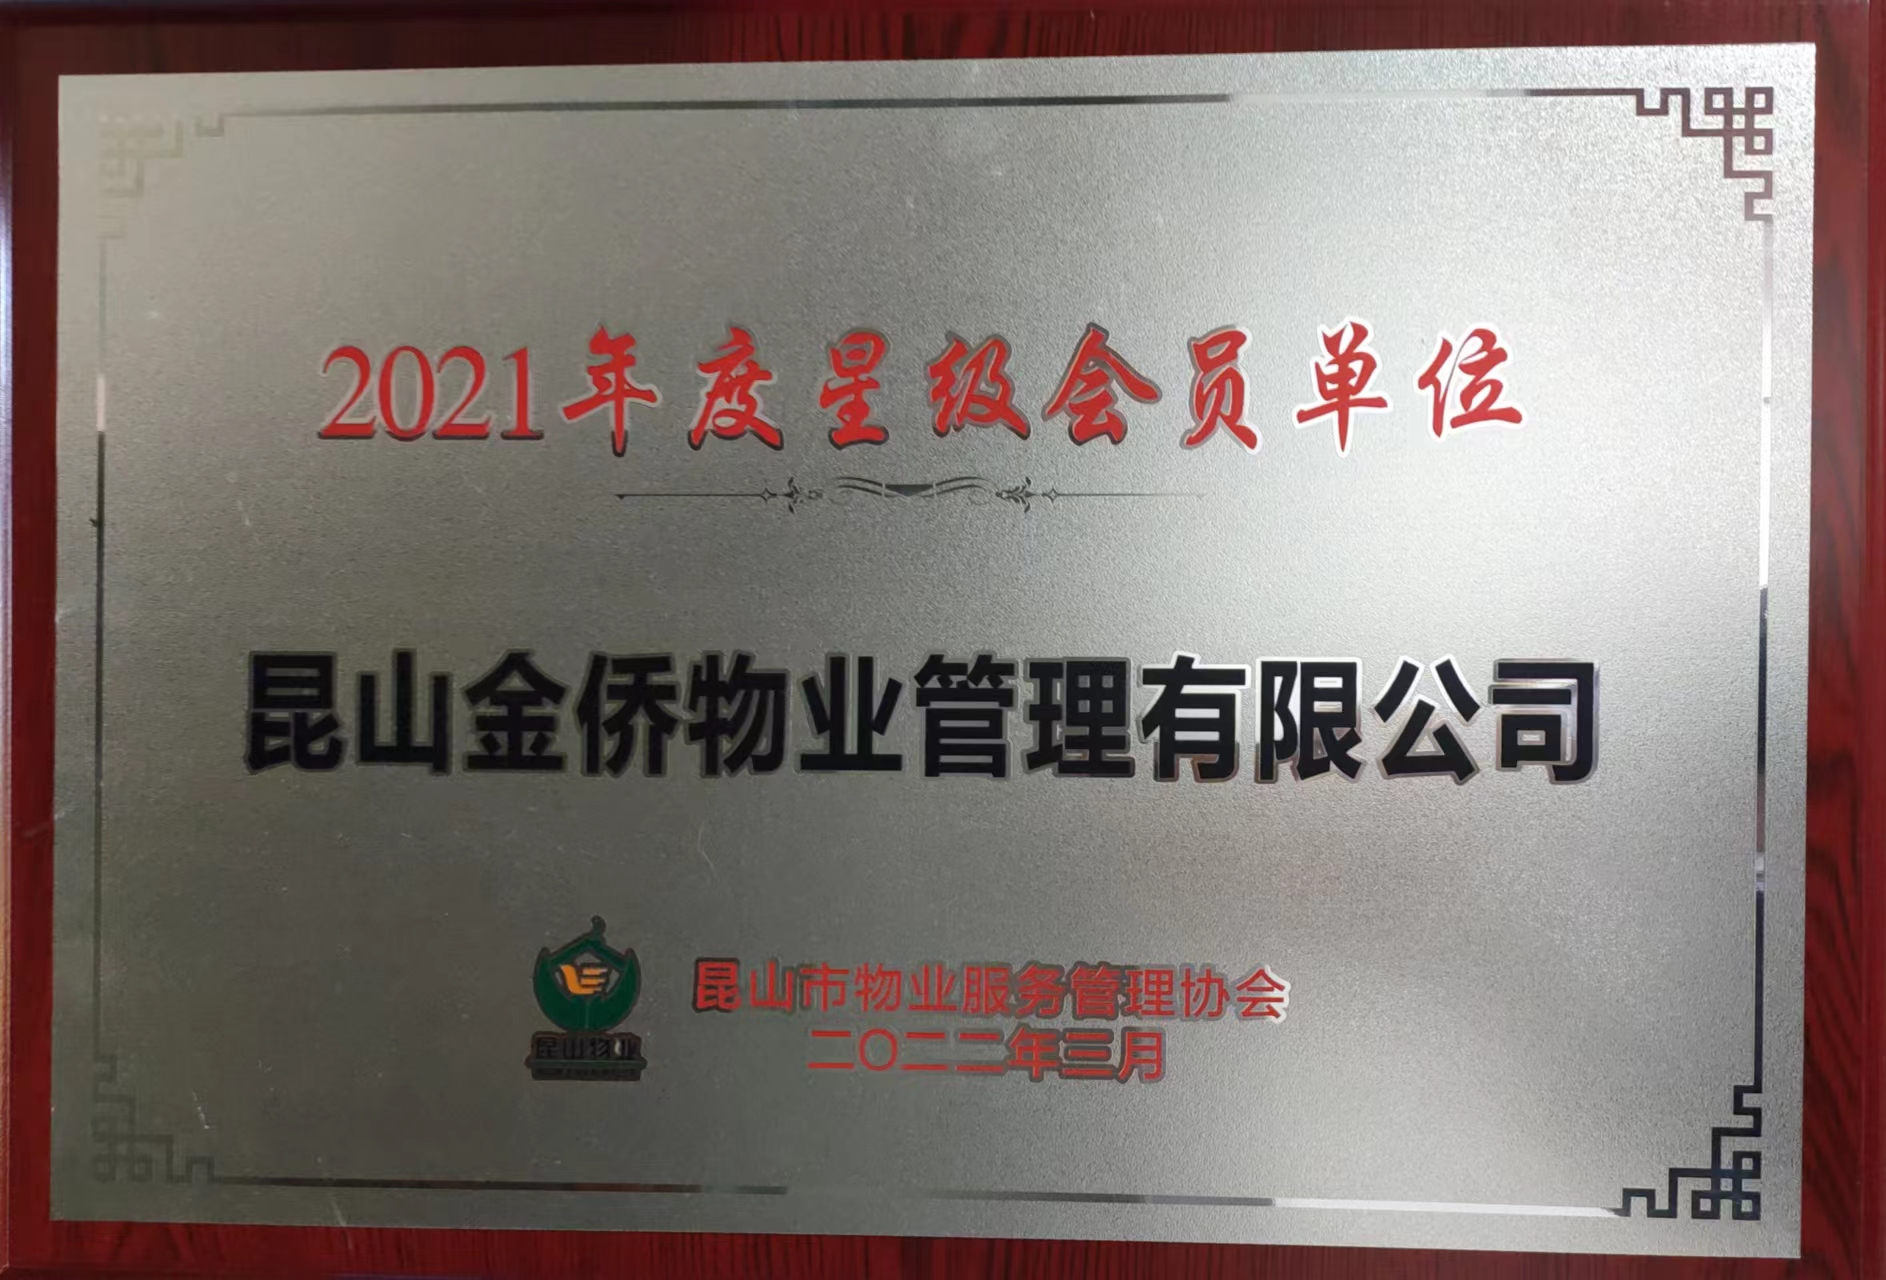 2021年度星级会员单位
昆山金侨物业管理有限公司
昆山市物业服务管理协会
二〇二二年三月
昆山物业